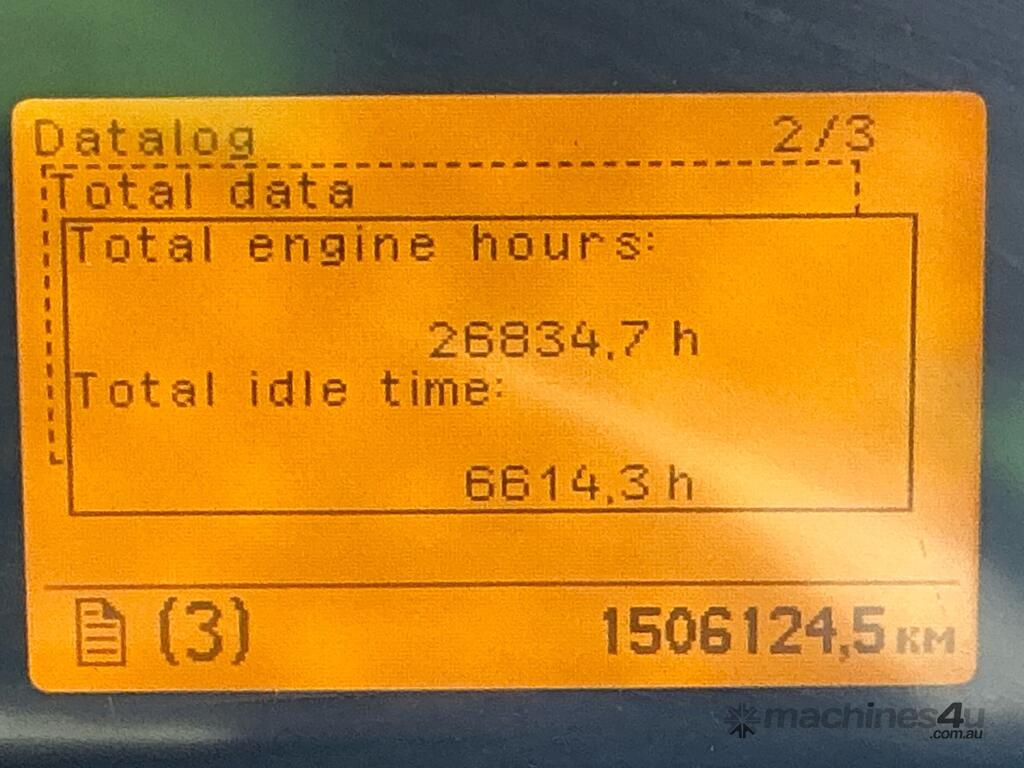 Datalog 2/3
Total data
Total engine hours:
26834,7 h
Total idle time:
6614,3 h
(3) 1506124,5 км
machines4u
.com.au